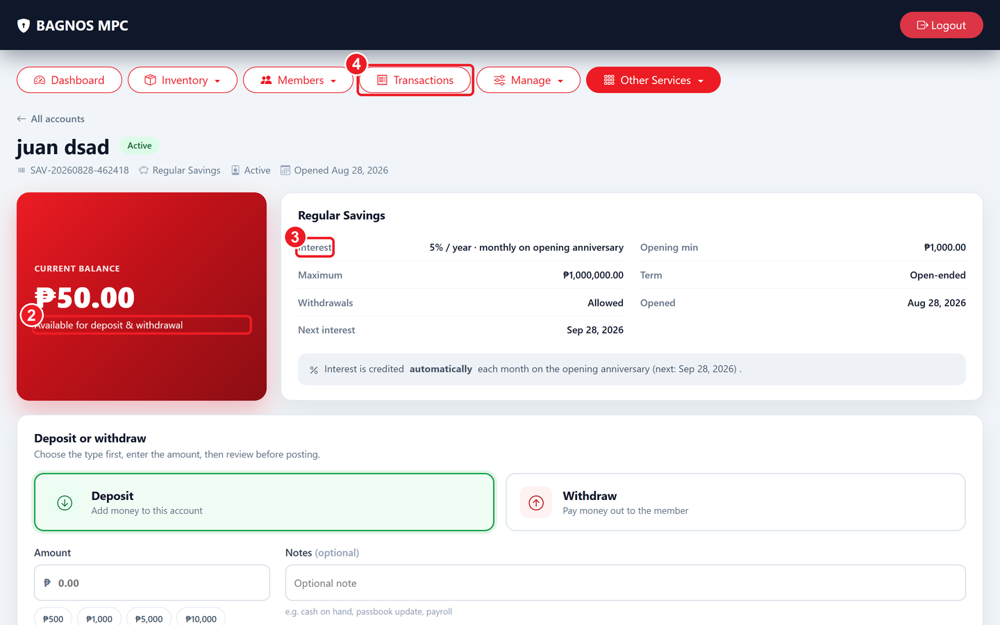 BAGNOS MPC
Logout
Dashboard
Inventory
Members
4
Transactions
Manage
Other Services
← All accounts
juan dsad
Active
SAV-20260828-462418
Regular Savings
Active
Opened Aug 28, 2026
CURRENT BALANCE
₱50.00
2
Available for deposit & withdrawal
Regular Savings
3
Interest
5% / year · monthly on opening anniversary
Opening min
₱1,000.00
Maximum
₱1,000,000.00
Term
Open-ended
Withdrawals
Allowed
Opened
Aug 28, 2026
Next interest
Sep 28, 2026
% Interest is credited automatically each month on the opening anniversary (next: Sep 28, 2026) .
Deposit or withdraw
Choose the type first, enter the amount, then review before posting.
Deposit
Add money to this account
Withdraw
Pay money out to the member
Amount
₱ 0.00
₱500
₱1,000
₱5,000
₱10,000
Notes (optional)
Optional note
e.g. cash on hand, passbook update, payroll